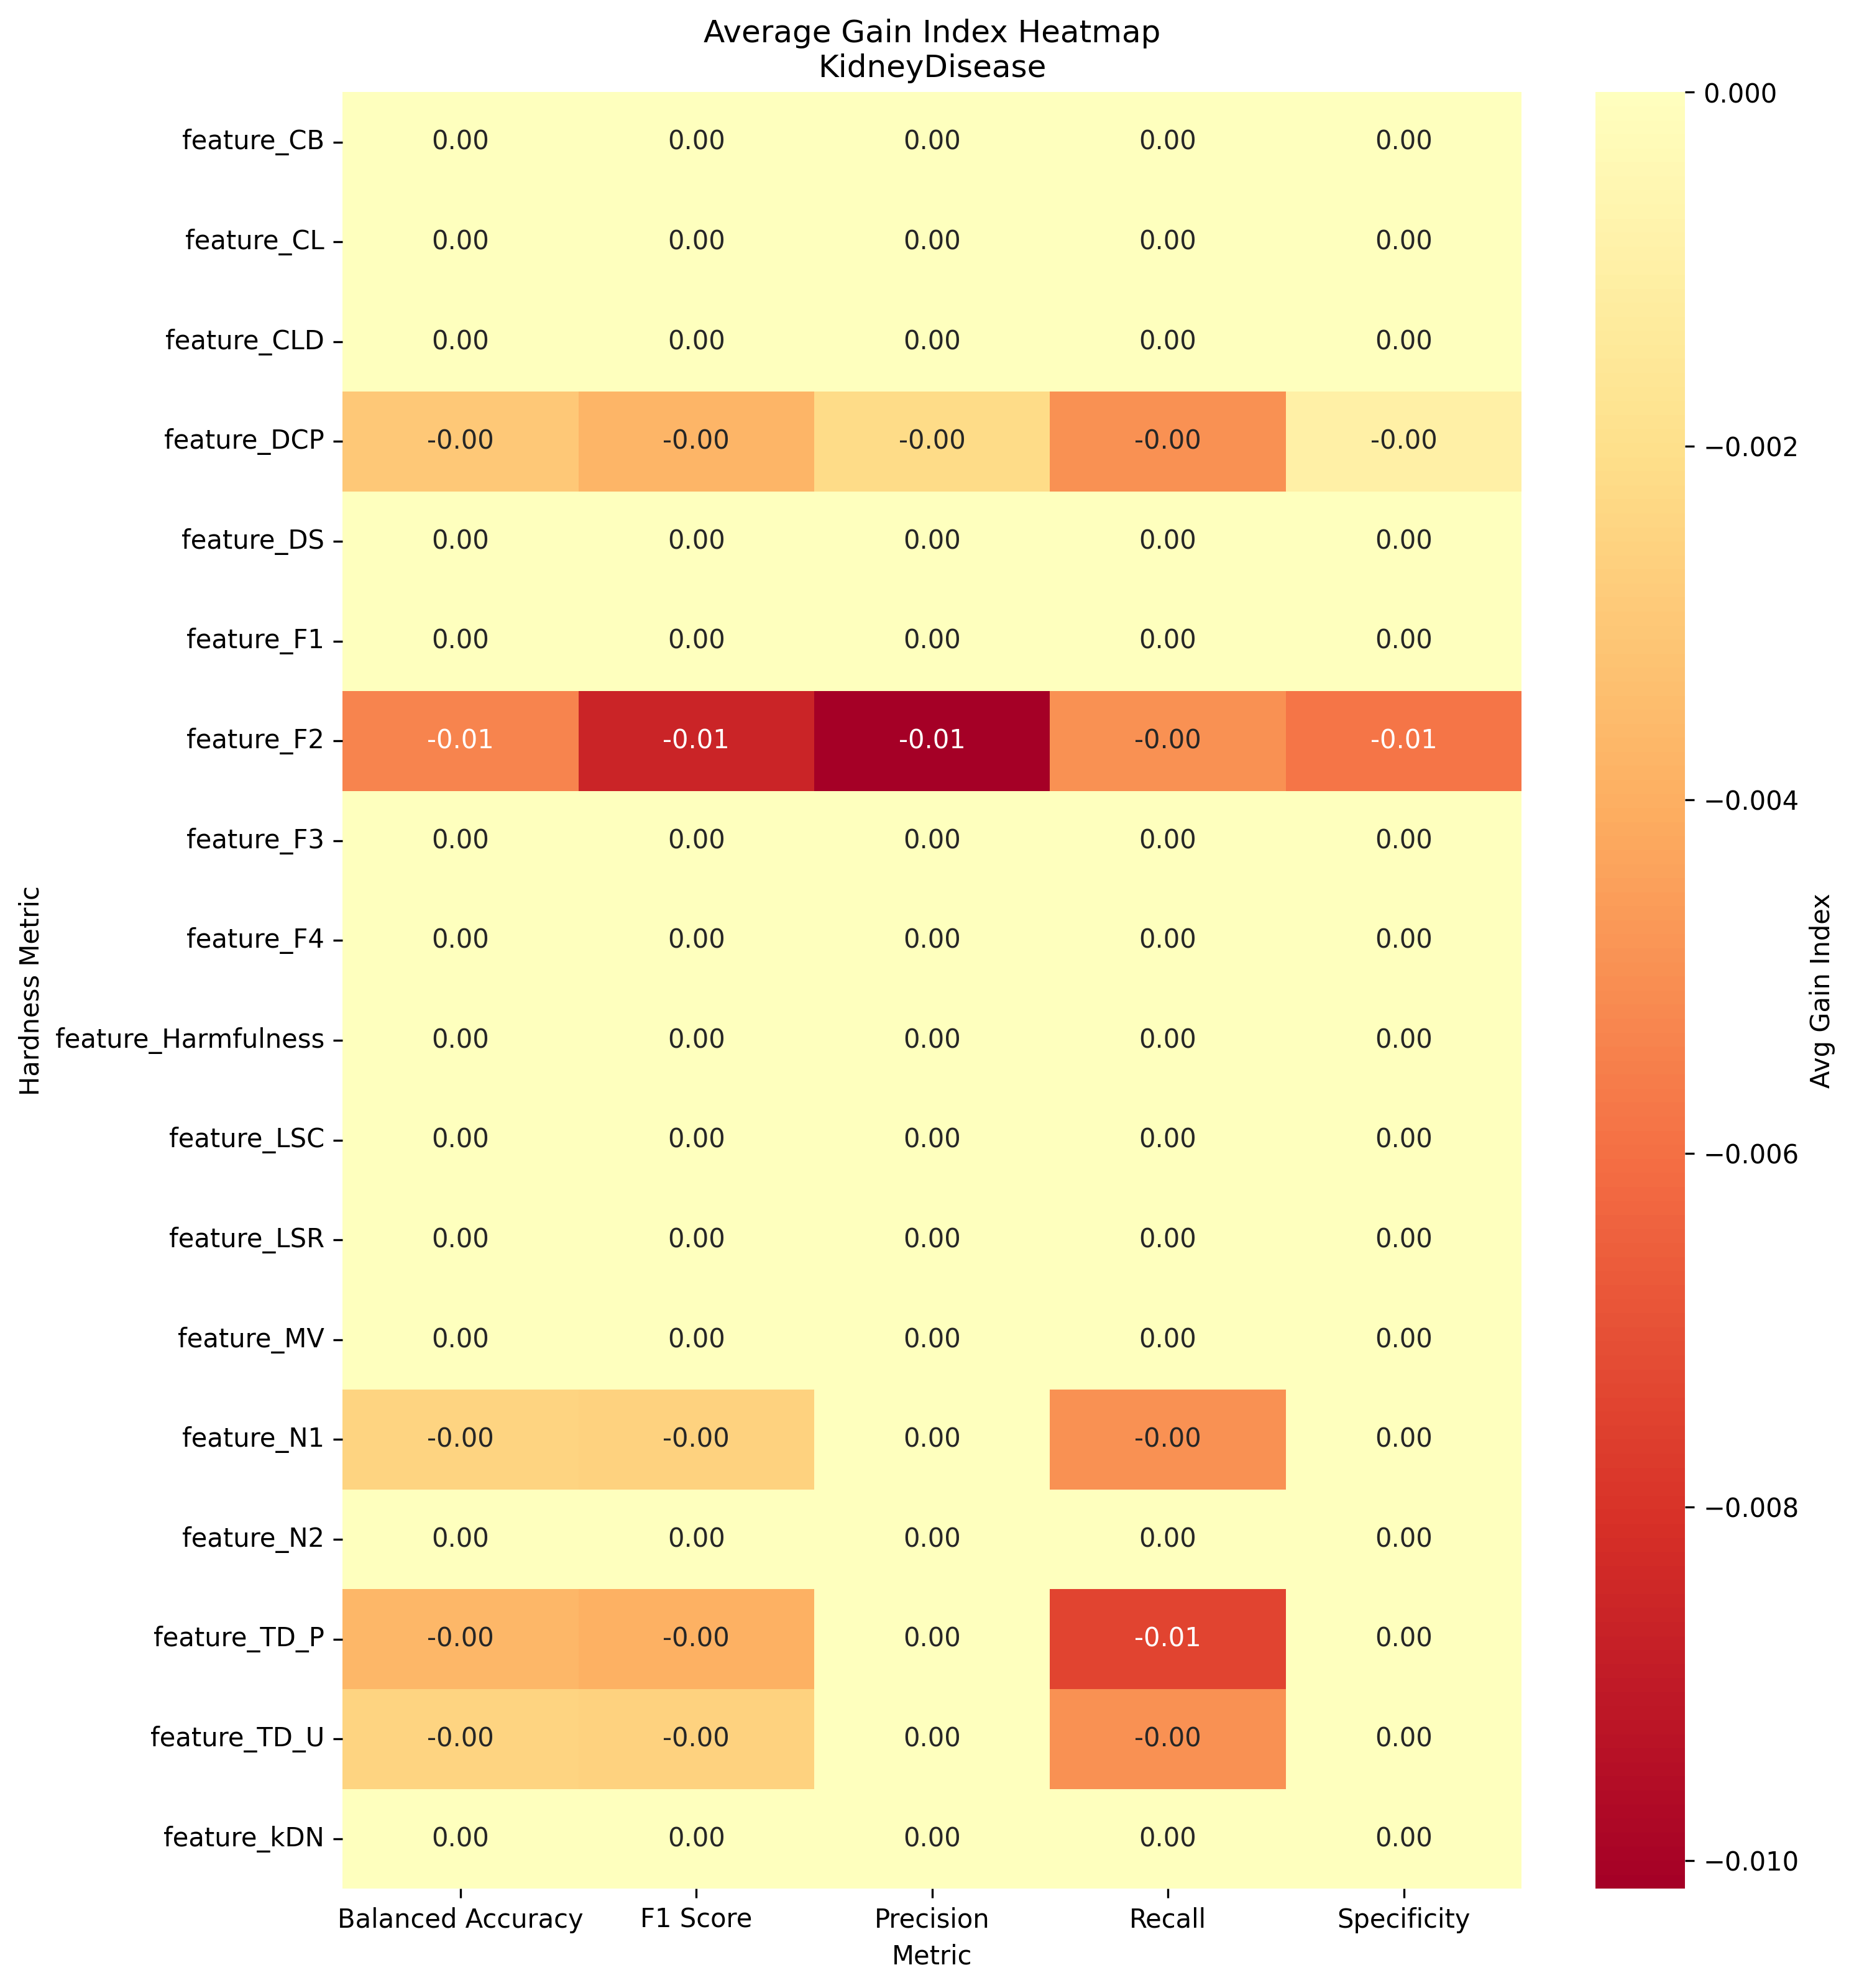 Average Gain Index Heatmap
KidneyDisease
feature_CB 0.00 0.00 0.00 0.00 0.00
feature_CL 0.00 0.00 0.00 0.00 0.00
feature_CLD 0.00 0.00 0.00 0.00 0.00
feature_DCP -0.00 -0.00 -0.00 -0.00 -0.00
feature_DS 0.00 0.00 0.00 0.00 0.00
feature_F1 0.00 0.00 0.00 0.00 0.00
feature_F2 -0.01 -0.01 -0.01 -0.00 -0.01
feature_F3 0.00 0.00 0.00 0.00 0.00
feature_F4 0.00 0.00 0.00 0.00 0.00
feature_Harmfulness 0.00 0.00 0.00 0.00 0.00
feature_LSC 0.00 0.00 0.00 0.00 0.00
feature_LSR 0.00 0.00 0.00 0.00 0.00
feature_MV 0.00 0.00 0.00 0.00 0.00
feature_N1 -0.00 -0.00 0.00 -0.00 0.00
feature_N2 0.00 0.00 0.00 0.00 0.00
feature_TD_P -0.00 -0.00 0.00 -0.01 0.00
feature_TD_U -0.00 -0.00 0.00 -0.00 0.00
feature_kDN 0.00 0.00 0.00 0.00 0.00
Balanced Accuracy F1 Score Precision Recall Specificity
Metric
Hardness Metric
0.000
−0.002
−0.004
−0.006
−0.008
−0.010
Avg Gain Index